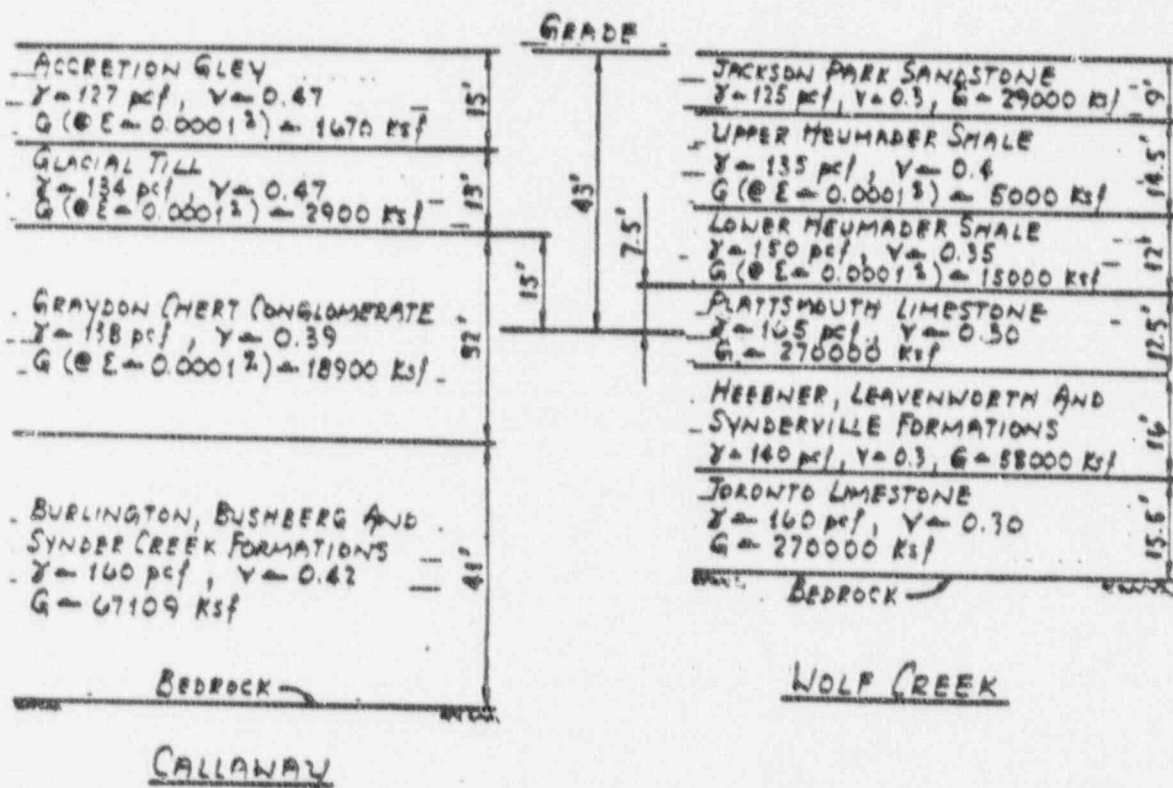 GRADE
ACCRETION GLEY
γ ~ 127 pcf, ν ~ 0.47
G (@ ε ~ 0.0001%) ~ 1670 Ksf
15'
GLACIAL TILL
γ ~ 134 pcf, ν ~ 0.47
G (@ ε ~ 0.0001%) ~ 2900 Ksf
13'
GRAYDON CHERT CONGLOMERATE
γ ~ 138 pcf, ν ~ 0.39
G (@ ε ~ 0.0001%) ~ 18900 Ksf
32'
BURLINGTON, BUSHBERG AND
SYNDER CREEK FORMATIONS
γ ~ 160 pcf, ν ~ 0.42
G ~ 67109 Ksf
41'
BEDROCK
CALLAWAY
15'
43'
7.5'
JACKSON PARK SANDSTONE
γ ~ 125 pcf, ν ~ 0.3, G ~ 29000 Ksf
9'
UPPER HEUMADER SHALE
γ ~ 135 pcf, ν ~ 0.4
G (@ ε ~ 0.0001%) ~ 5000 Ksf
14.5'
LOWER HEUMADER SHALE
γ ~ 150 pcf, ν ~ 0.35
G (@ ε ~ 0.0001%) ~ 15000 Ksf
12'
PLATTSMOUTH LIMESTONE
γ ~ 165 pcf, ν ~ 0.30
G ~ 270000 Ksf
12.5'
HEEBNER, LEAVENWORTH AND
SYNDERVILLE FORMATIONS
γ ~ 140 pcf, ν ~ 0.3, G ~ 58000 Ksf
16'
TORONTO LIMESTONE
γ ~ 160 pcf, ν ~ 0.30
G ~ 270000 Ksf
15.5'
BEDROCK
WOLF CREEK